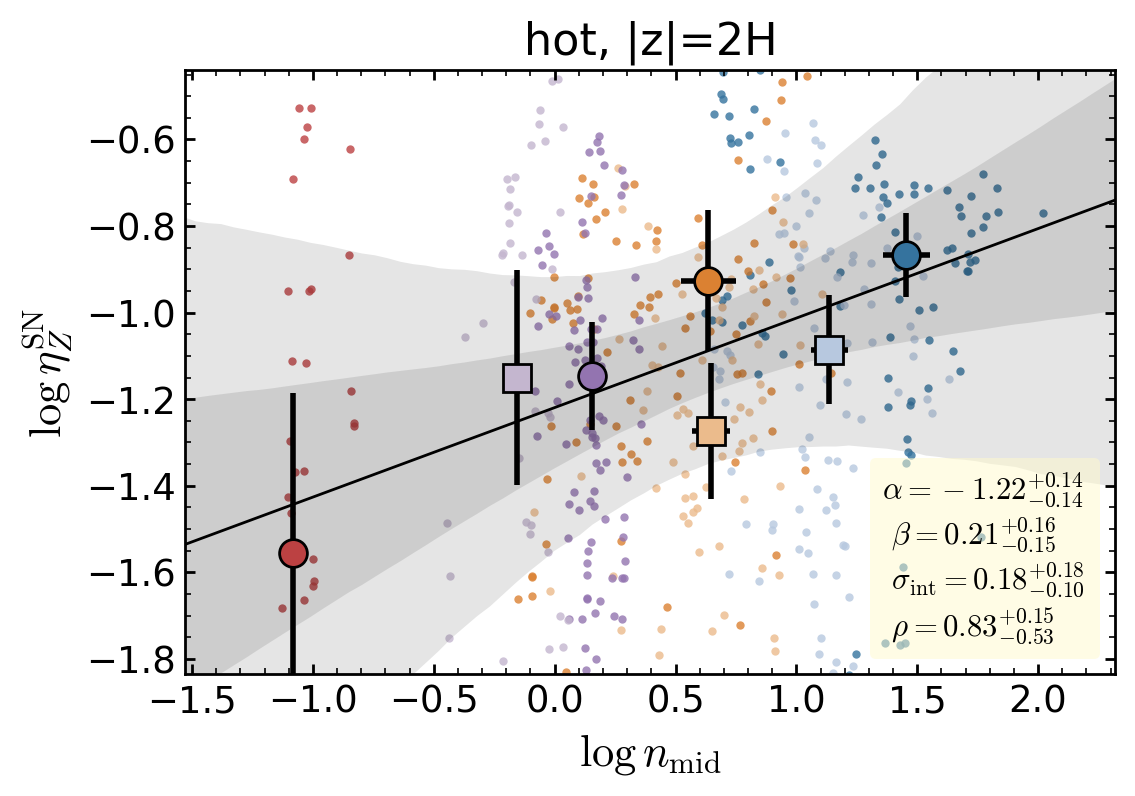 hot, |z|=2H
log η_Z^SN
−0.6
−0.8
−1.0
−1.2
−1.4
−1.6
−1.8
α = −1.22 +0.14 −0.14
β = 0.21 +0.16 −0.15
σ_int = 0.18 +0.18 −0.10
ρ = 0.83 +0.15 −0.53
−1.5 −1.0 −0.5 0.0 0.5 1.0 1.5 2.0
log n_mid